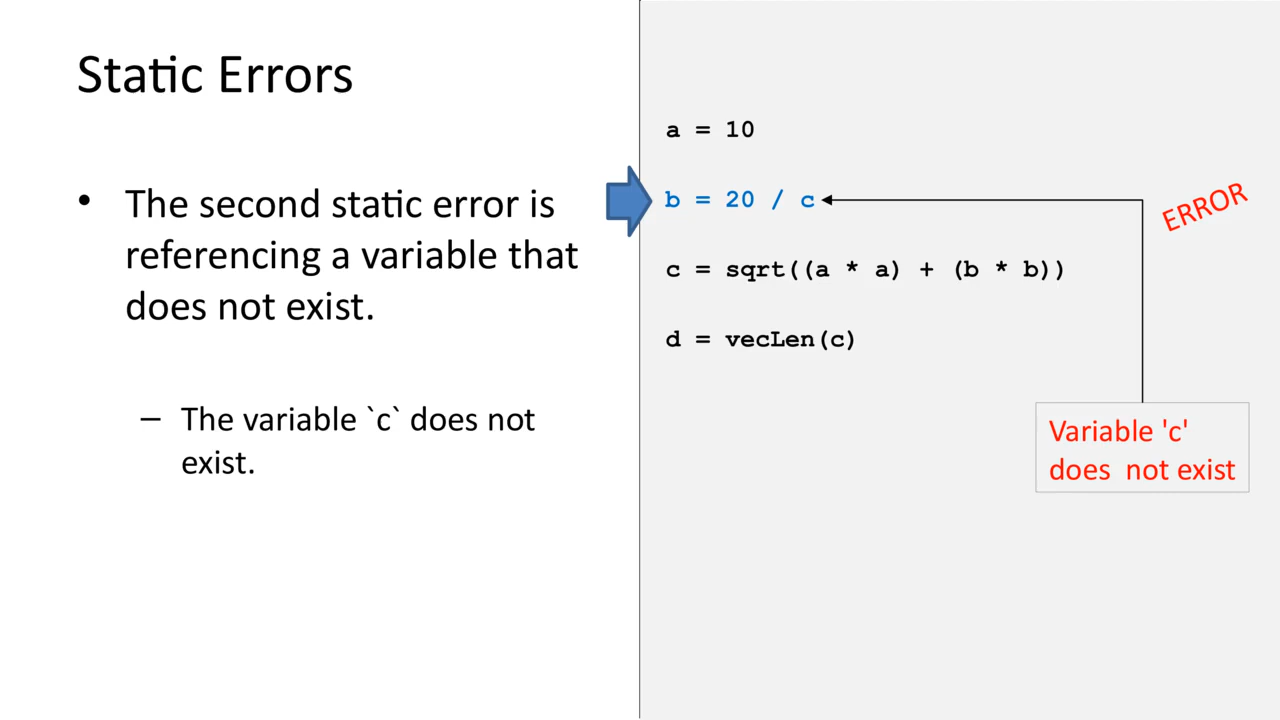 Static Errors
• The second static error is
referencing a variable that
does not exist.
– The variable `c` does not
exist.
a = 10
b = 20 / c
c = sqrt((a * a) + (b * b))
d = vecLen(c)
ERROR
Variable 'c'
does  not exist